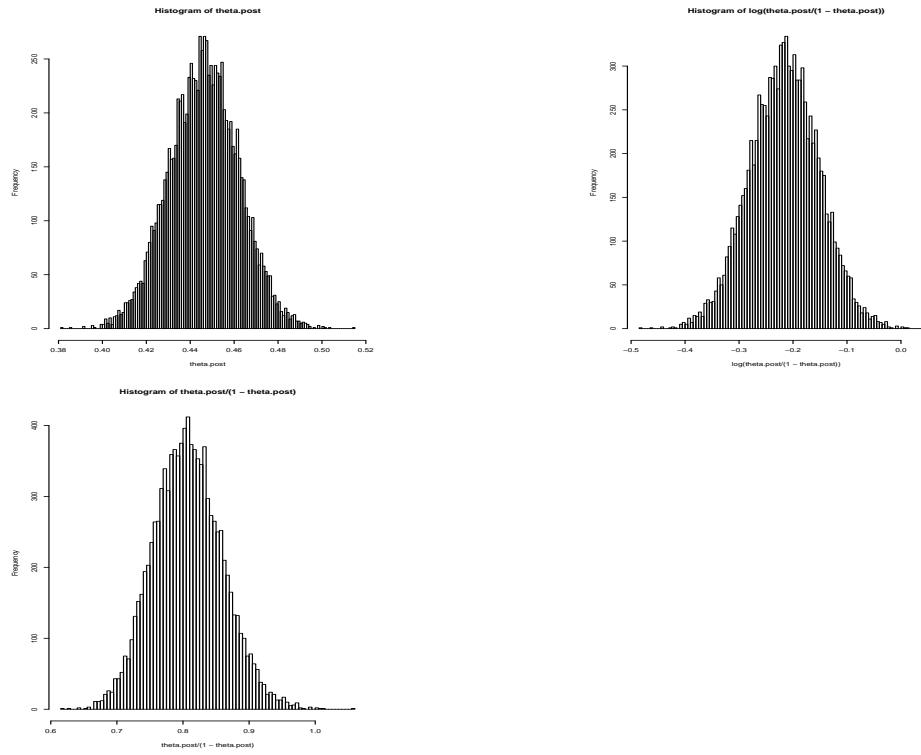 Histogram of theta.post
Frequency
250
200
150
100
50
0
0.38 0.40 0.42 0.44 0.46 0.48 0.50 0.52
theta.post
Histogram of log(theta.post/(1 − theta.post))
Frequency
300
250
200
150
100
50
0
−0.5 −0.4 −0.3 −0.2 −0.1 0.0
log(theta.post/(1 − theta.post))
Histogram of theta.post/(1 − theta.post)
Frequency
400
300
200
100
0
0.6 0.7 0.8 0.9 1.0
theta.post/(1 − theta.post)